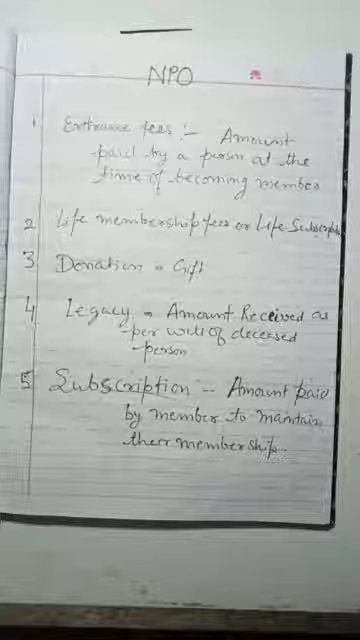 NPO
1 Entrance fees :- Amount
paid by a person at the
time of becoming member
2 Life membership fees or Life Subscriptn
3 Donation = Gift
4 Legacy = Amount Received as
per will of deceased
person
5 Subscription -- Amount paid
by member to maintain
their membership.